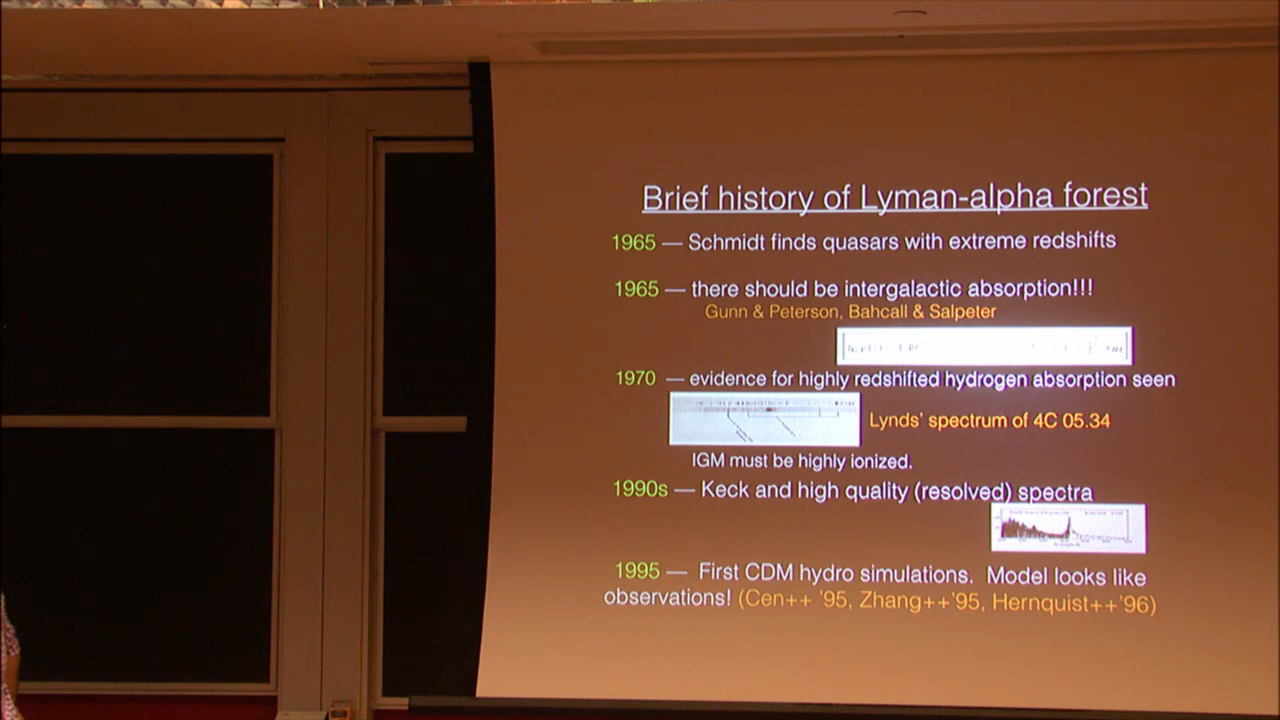 Brief history of Lyman-alpha forest
1965 — Schmidt finds quasars with extreme redshifts
1965 — there should be intergalactic absorption!!!
Gunn & Peterson, Bahcall & Salpeter
1970 — evidence for highly redshifted hydrogen absorption seen
Lynds' spectrum of 4C 05.34
IGM must be highly ionized.
1990s — Keck and high quality (resolved) spectra
1995 — First CDM hydro simulations. Model looks like
observations! (Cen++ '95, Zhang++'95, Hernquist++'96)